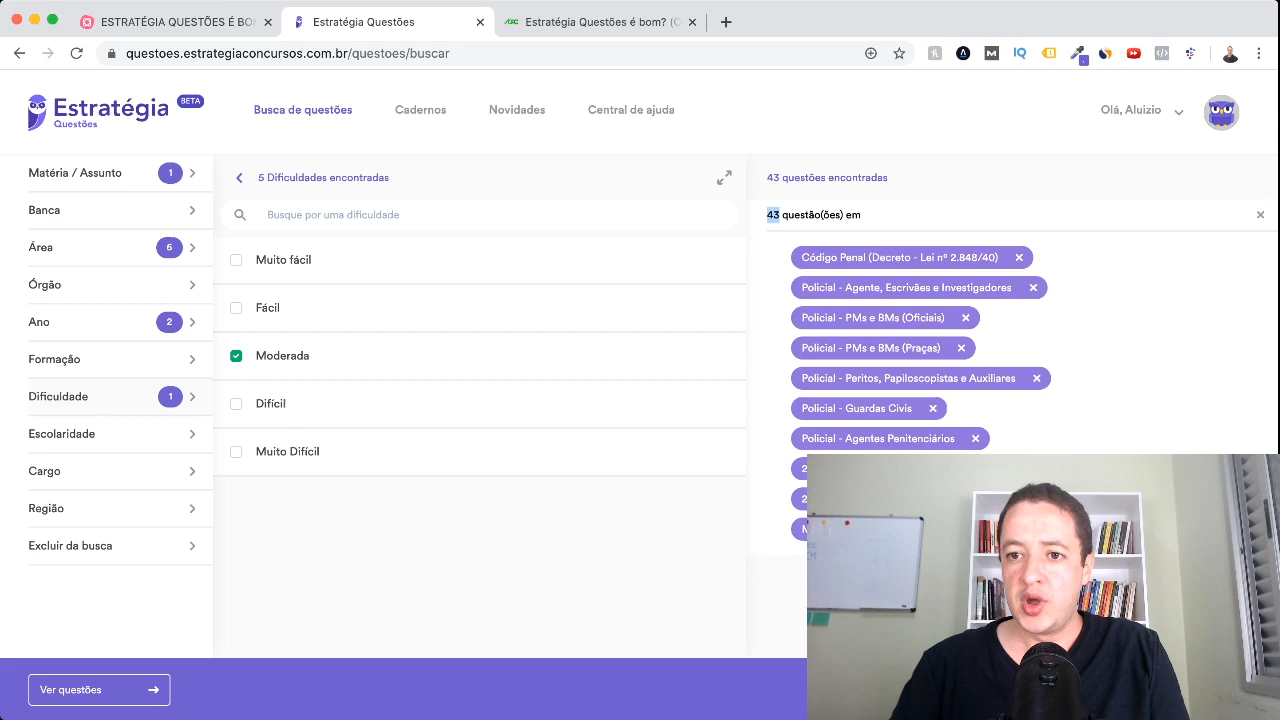 ESTRATÉGIA QUESTÕES É BO
Estratégia Questões
Estratégia Questões é bom? (C
questoes.estrategiaconcursos.com.br/questoes/buscar
Estratégia
BETA
Questões
Busca de questões
Cadernos
Novidades
Central de ajuda
Olá, Aluizio
Matéria / Assunto 1
Banca
Área 6
Órgão
Ano 2
Formação
Dificuldade 1
Escolaridade
Cargo
Região
Excluir da busca
5 Dificuldades encontradas
Busque por uma dificuldade
Muito fácil
Fácil
Moderada
Difícil
Muito Difícil
43 questões encontradas
43 questão(ões) em
Código Penal (Decreto - Lei nº 2.848/40)
Policial - Agente, Escrivães e Investigadores
Policial - PMs e BMs (Oficiais)
Policial - PMs e BMs (Praças)
Policial - Peritos, Papiloscopistas e Auxiliares
Policial - Guardas Civis
Policial - Agentes Penitenciários
2
2
Ver questões